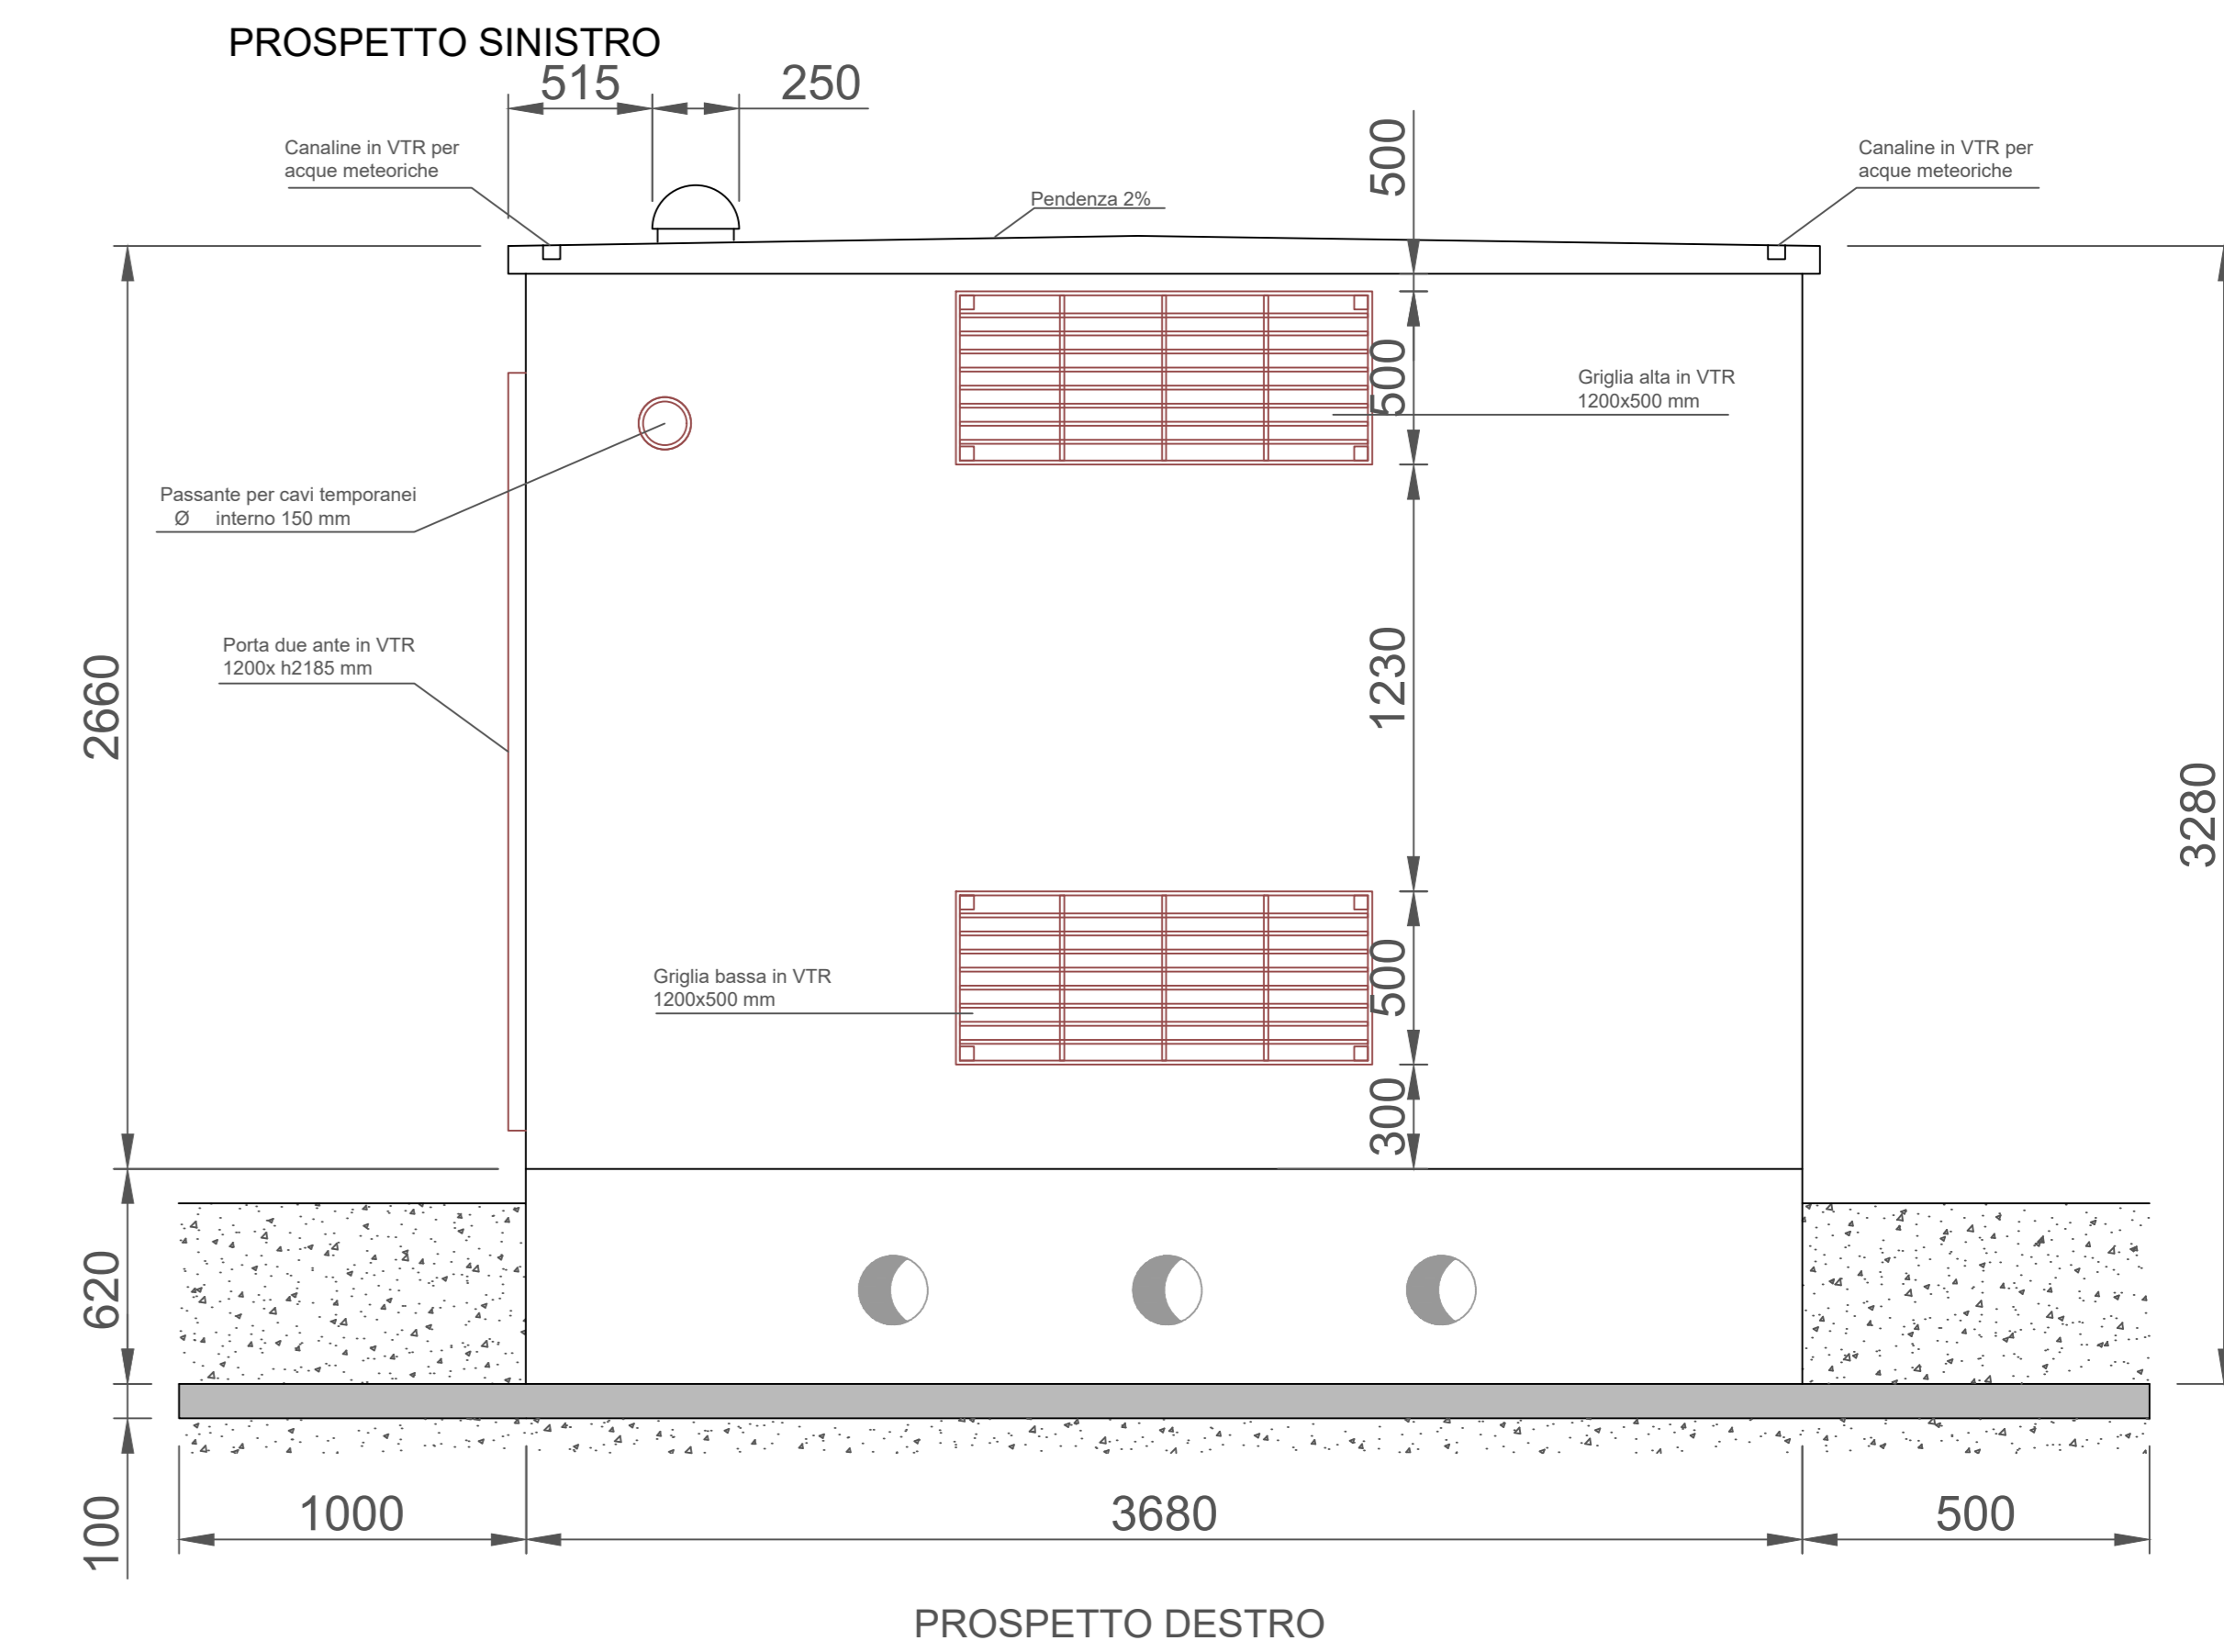 PROSPETTO SINISTRO
515
250
500
Canaline in VTR per
acque meteoriche
Pendenza 2%
Canaline in VTR per
acque meteoriche
500
Griglia alta in VTR
1200x500 mm
Passante per cavi temporanei
Ø interno 150 mm
Porta due ante in VTR
1200x h2185 mm
2660
1230
3280
Griglia bassa in VTR
1200x500 mm
500
300
620
100
1000
3680
500
PROSPETTO DESTRO